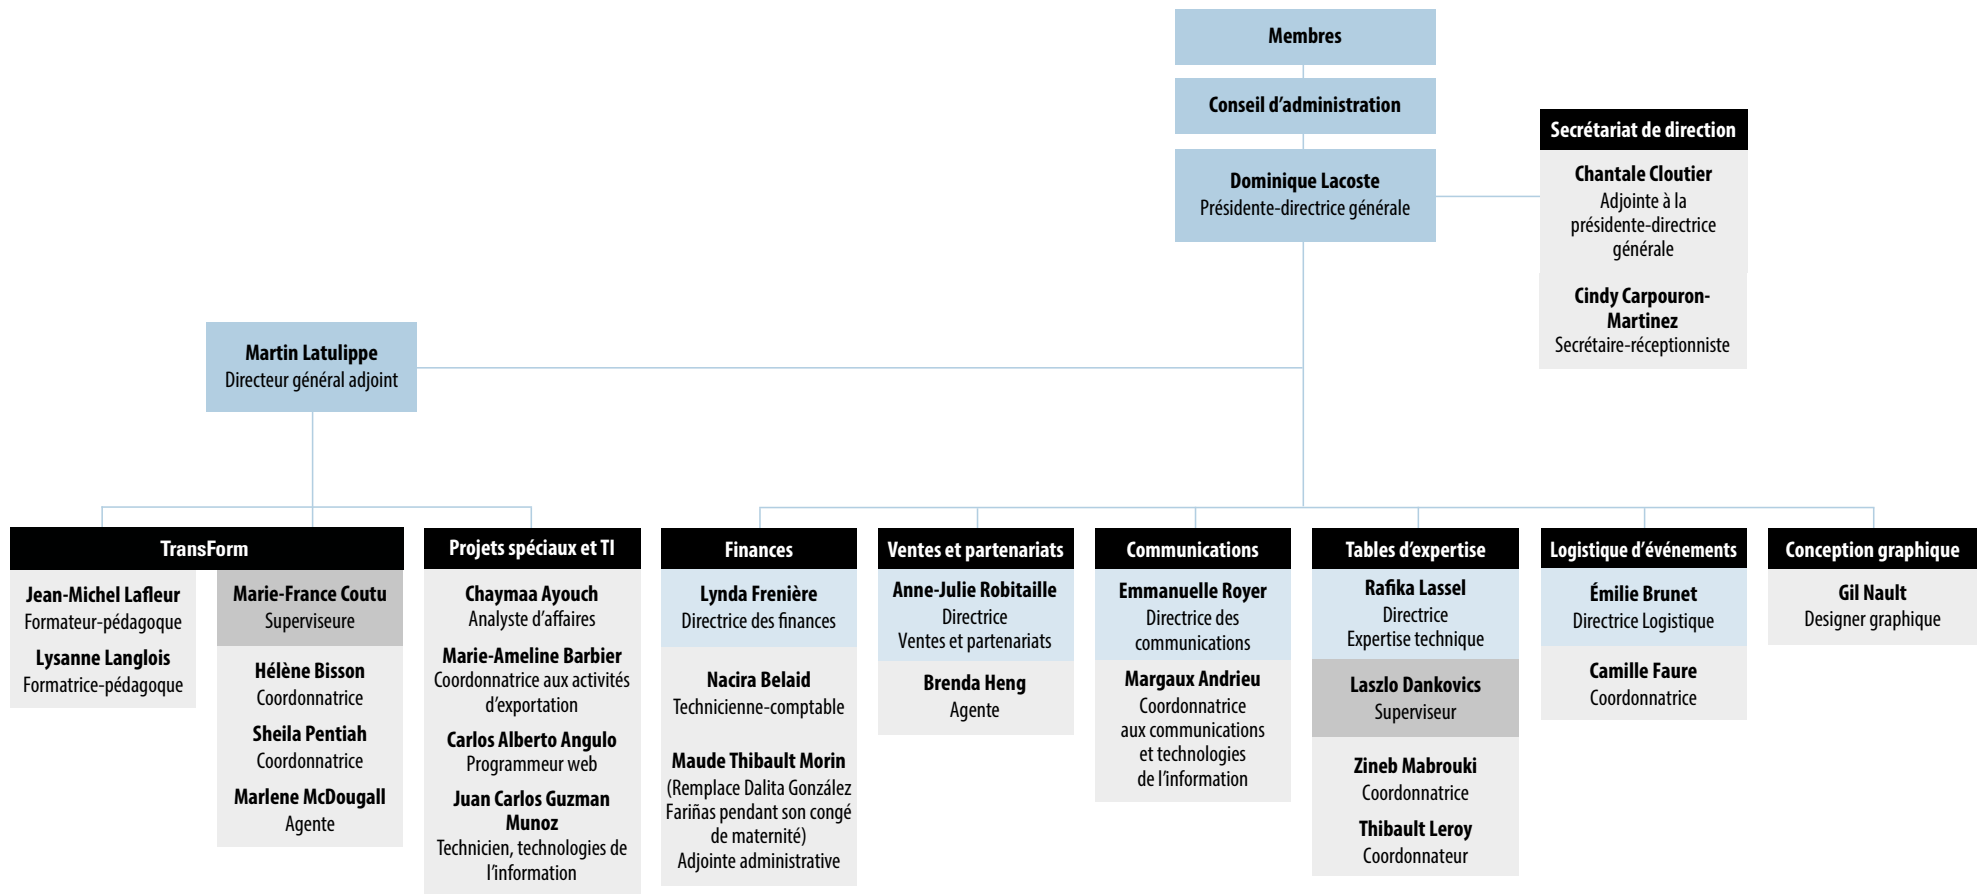 Membres
Conseil d'administration
Dominique Lacoste
Présidente-directrice générale
Secrétariat de direction
Chantale Cloutier
Adjointe à la
présidente-directrice
générale
Cindy Carpouron-
Martinez
Secrétaire-réceptionniste
Martin Latulippe
Directeur général adjoint
TransForm
Jean-Michel Lafleur
Formateur-pédagoque
Lysanne Langlois
Formatrice-pédagoque
Marie-France Coutu
Superviseure
Hélène Bisson
Coordonnatrice
Sheila Pentiah
Coordonnatrice
Marlene McDougall
Agente
Projets spéciaux et TI
Chaymaa Ayouch
Analyste d'affaires
Marie-Ameline Barbier
Coordonnatrice aux activités
d'exportation
Carlos Alberto Angulo
Programmeur web
Juan Carlos Guzman
Munoz
Technicien, technologies de
l'information
Finances
Lynda Frenière
Directrice des finances
Nacira Belaid
Technicienne-comptable
Maude Thibault Morin
(Remplace Dalita González
Fariñas pendant son congé
de maternité)
Adjointe administrative
Ventes et partenariats
Anne-Julie Robitaille
Directrice
Ventes et partenariats
Brenda Heng
Agente
Communications
Emmanuelle Royer
Directrice des
communications
Margaux Andrieu
Coordonnatrice
aux communications
et technologies
de l'information
Tables d'expertise
Rafika Lassel
Directrice
Expertise technique
Laszlo Dankovics
Superviseur
Zineb Mabrouki
Coordonnatrice
Thibault Leroy
Coordonnateur
Logistique d'événements
Émilie Brunet
Directrice Logistique
Camille Faure
Coordonnatrice
Conception graphique
Gil Nault
Designer graphique